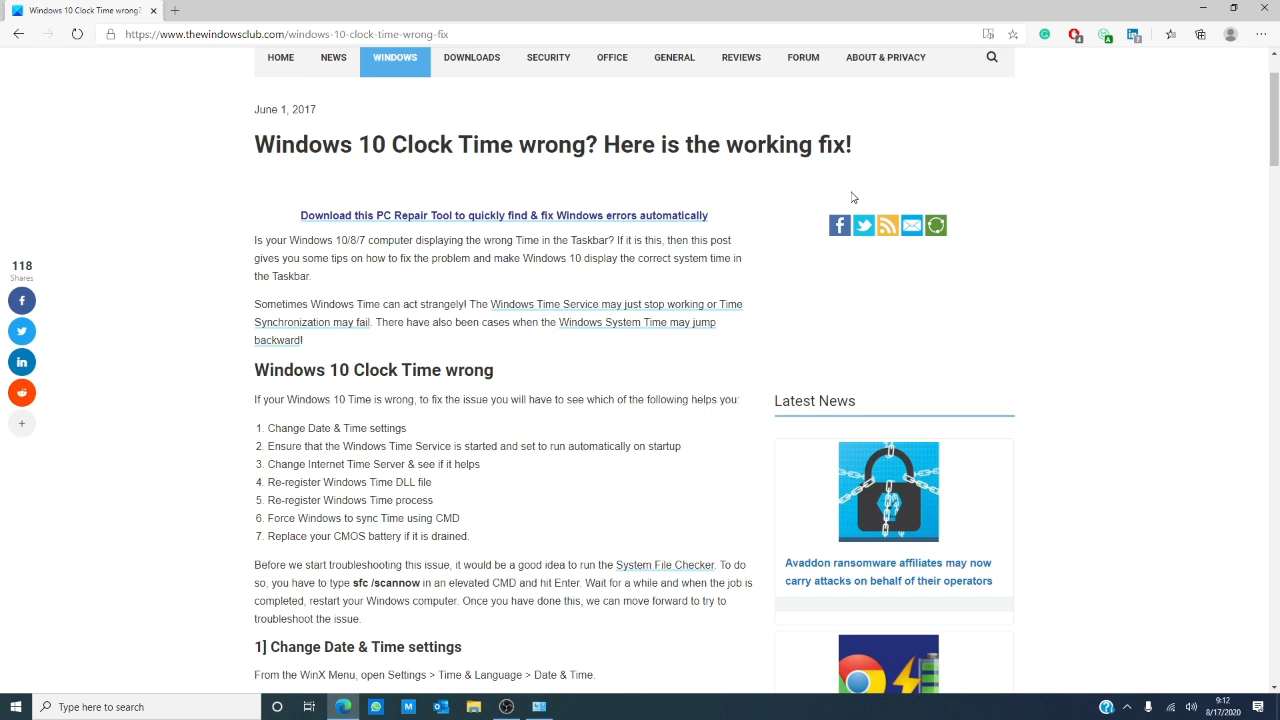 Windows 10 Clock Time wrong?
https://www.thewindowsclub.com/windows-10-clock-time-wrong-fix
HOME NEWS WINDOWS DOWNLOADS SECURITY OFFICE GENERAL REVIEWS FORUM ABOUT & PRIVACY
June 1, 2017
Windows 10 Clock Time wrong? Here is the working fix!
Download this PC Repair Tool to quickly find & fix Windows errors automatically
Is your Windows 10/8/7 computer displaying the wrong Time in the Taskbar? If it is this, then this post
gives you some tips on how to fix the problem and make Windows 10 display the correct system time in
the Taskbar.
118
Shares
Sometimes Windows Time can act strangely! The Windows Time Service may just stop working or Time
Synchronization may fail. There have also been cases when the Windows System Time may jump
backward!
Windows 10 Clock Time wrong
If your Windows 10 Time is wrong, to fix the issue you will have to see which of the following helps you:
1. Change Date & Time settings
2. Ensure that the Windows Time Service is started and set to run automatically on startup
3. Change Internet Time Server & see if it helps
4. Re-register Windows Time DLL file
5. Re-register Windows Time process
6. Force Windows to sync Time using CMD
7. Replace your CMOS battery if it is drained.
Before we start troubleshooting this issue, it would be a good idea to run the System File Checker. To do
so, you have to type sfc /scannow in an elevated CMD and hit Enter. Wait for a while and when the job is
completed, restart your Windows computer. Once you have done this, we can move forward to try to
troubleshoot the issue.
1] Change Date & Time settings
From the WinX Menu, open Settings > Time & Language > Date & Time.
Latest News
Avaddon ransomware affiliates may now
carry attacks on behalf of their operators
Type here to search
9:12
8/17/2020